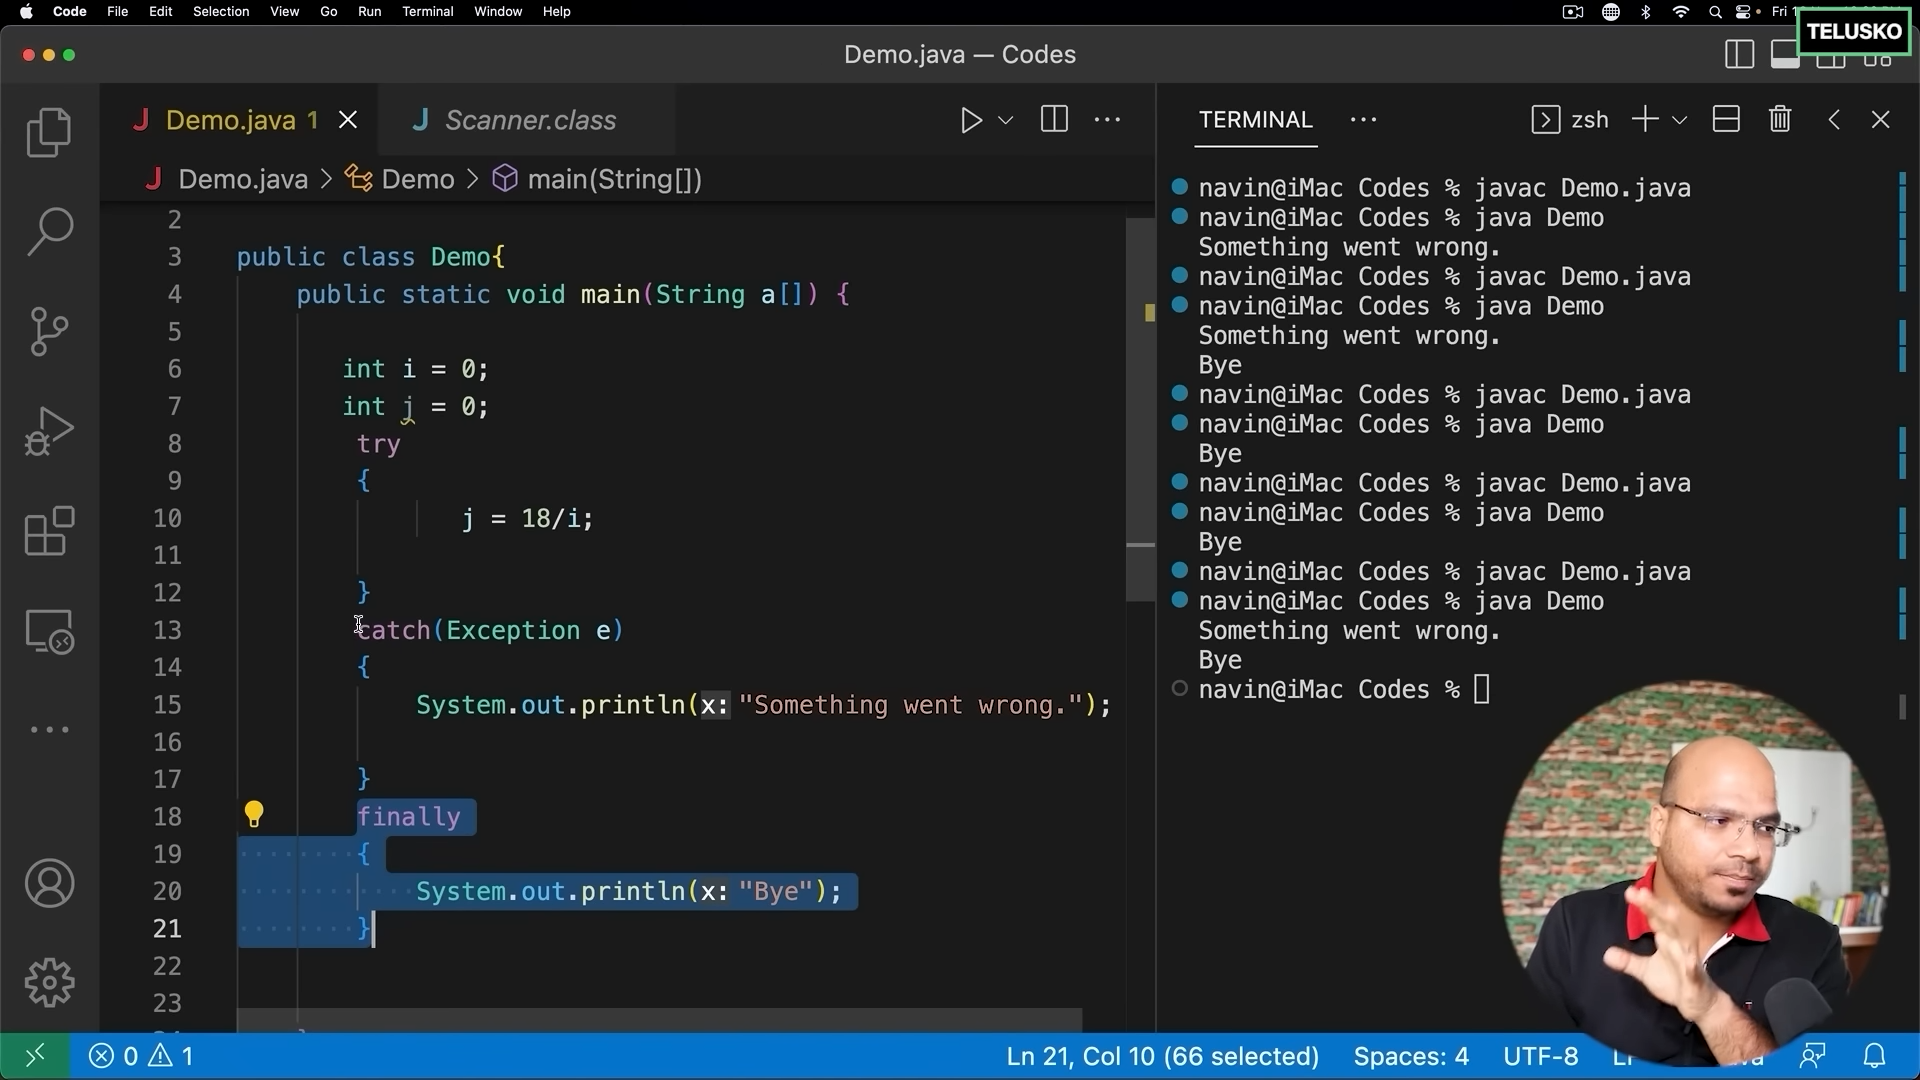 Code File Edit Selection View Go Run Terminal Window Help Fri
TELUSKO
Demo.java — Codes
Demo.java 1
Scanner.class
TERMINAL
zsh
Demo.java > Demo > main(String[])
2
3 public class Demo{
4 public static void main(String a[]) {
5
6 int i = 0;
7 int j = 0;
8 try
9 {
10 j = 18/i;
11
12 }
13 catch(Exception e)
14 {
15 System.out.println(x: "Something went wrong.");
16
17 }
18 finally
19 {
20 System.out.println(x: "Bye");
21 }
22
23
navin@iMac Codes % javac Demo.java
navin@iMac Codes % java Demo
Something went wrong.
navin@iMac Codes % javac Demo.java
navin@iMac Codes % java Demo
Something went wrong.
Bye
navin@iMac Codes % javac Demo.java
navin@iMac Codes % java Demo
Bye
navin@iMac Codes % javac Demo.java
navin@iMac Codes % java Demo
Bye
navin@iMac Codes % javac Demo.java
navin@iMac Codes % java Demo
Something went wrong.
Bye
navin@iMac Codes %
0 1
Ln 21, Col 10 (66 selected) Spaces: 4 UTF-8